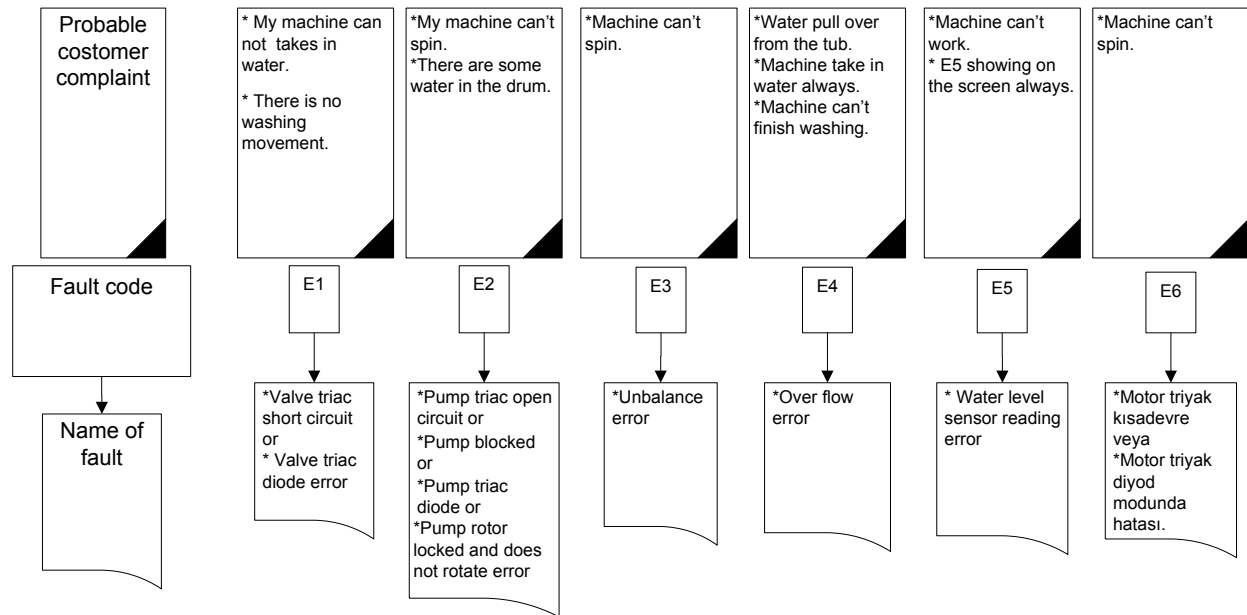 Probable
costomer
complaint
* My machine can
not takes in
water.
* There is no
washing
movement.
*My machine can't
spin.
*There are some
water in the drum.
*Machine can't
spin.
*Water pull over
from the tub.
*Machine take in
water always.
*Machine can't
finish washing.
*Machine can't
work.
* E5 showing on
the screen always.
*Machine can't
spin.
Fault code
E1
E2
E3
E4
E5
E6
Name of
fault
*Valve triac
short circuit
or
* Valve triac
diode error
*Pump triac open
circuit or
*Pump blocked
or
*Pump triac
diode or
*Pump rotor
locked and does
not rotate error
*Unbalance
error
*Over flow
error
* Water level
sensor reading
error
*Motor triyak
kısadevre
veya
*Motor triyak
diyod
modunda
hatası.